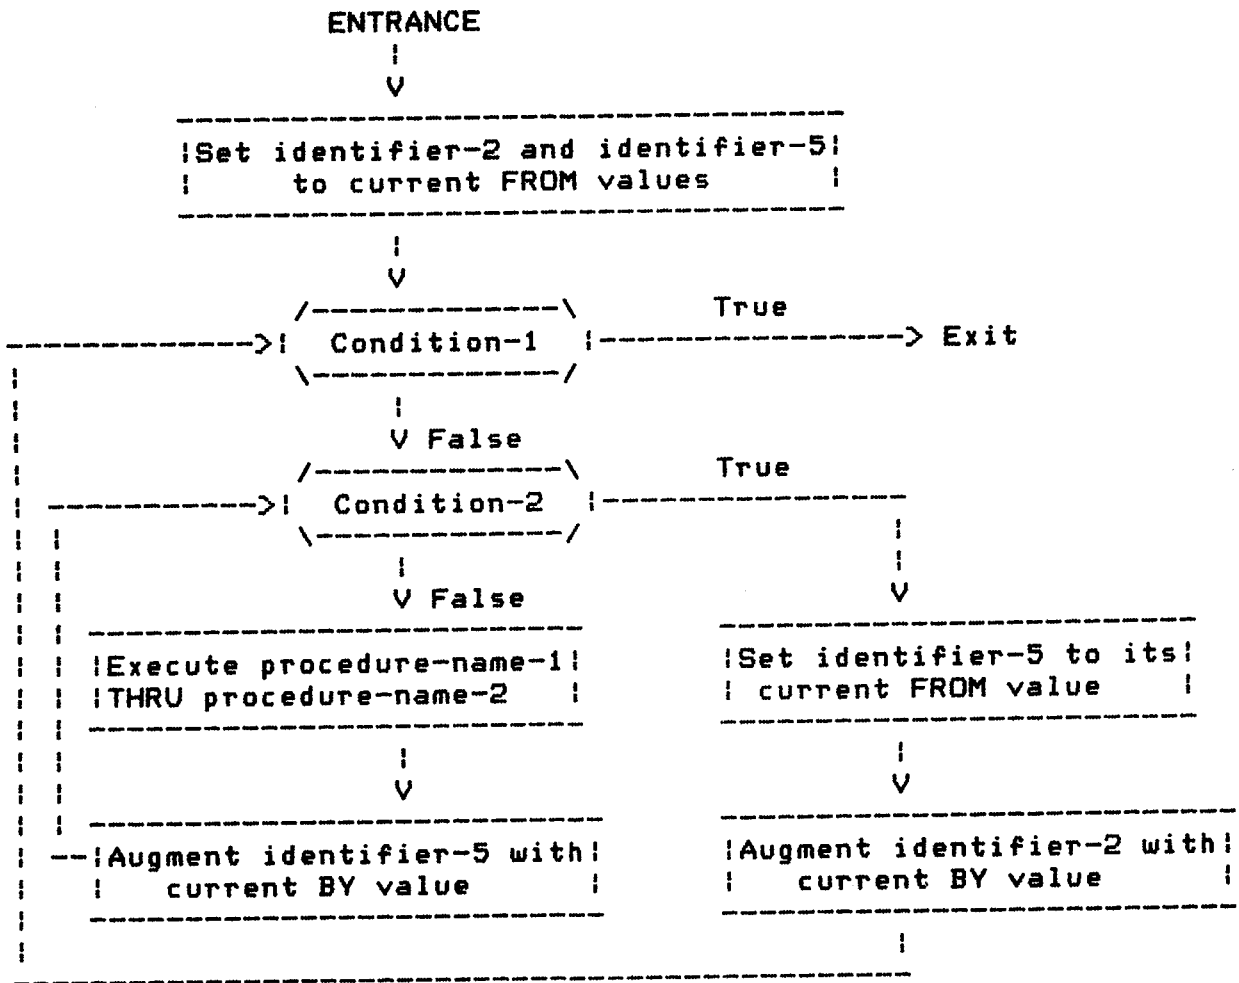 ENTRANCE
Set identifier-2 and identifier-5
to current FROM values
True
Condition-1
Exit
False
True
Condition-2
False
Execute procedure-name-1
THRU procedure-name-2
Set identifier-5 to its
current FROM value
Augment identifier-5 with
current BY value
Augment identifier-2 with
current BY value